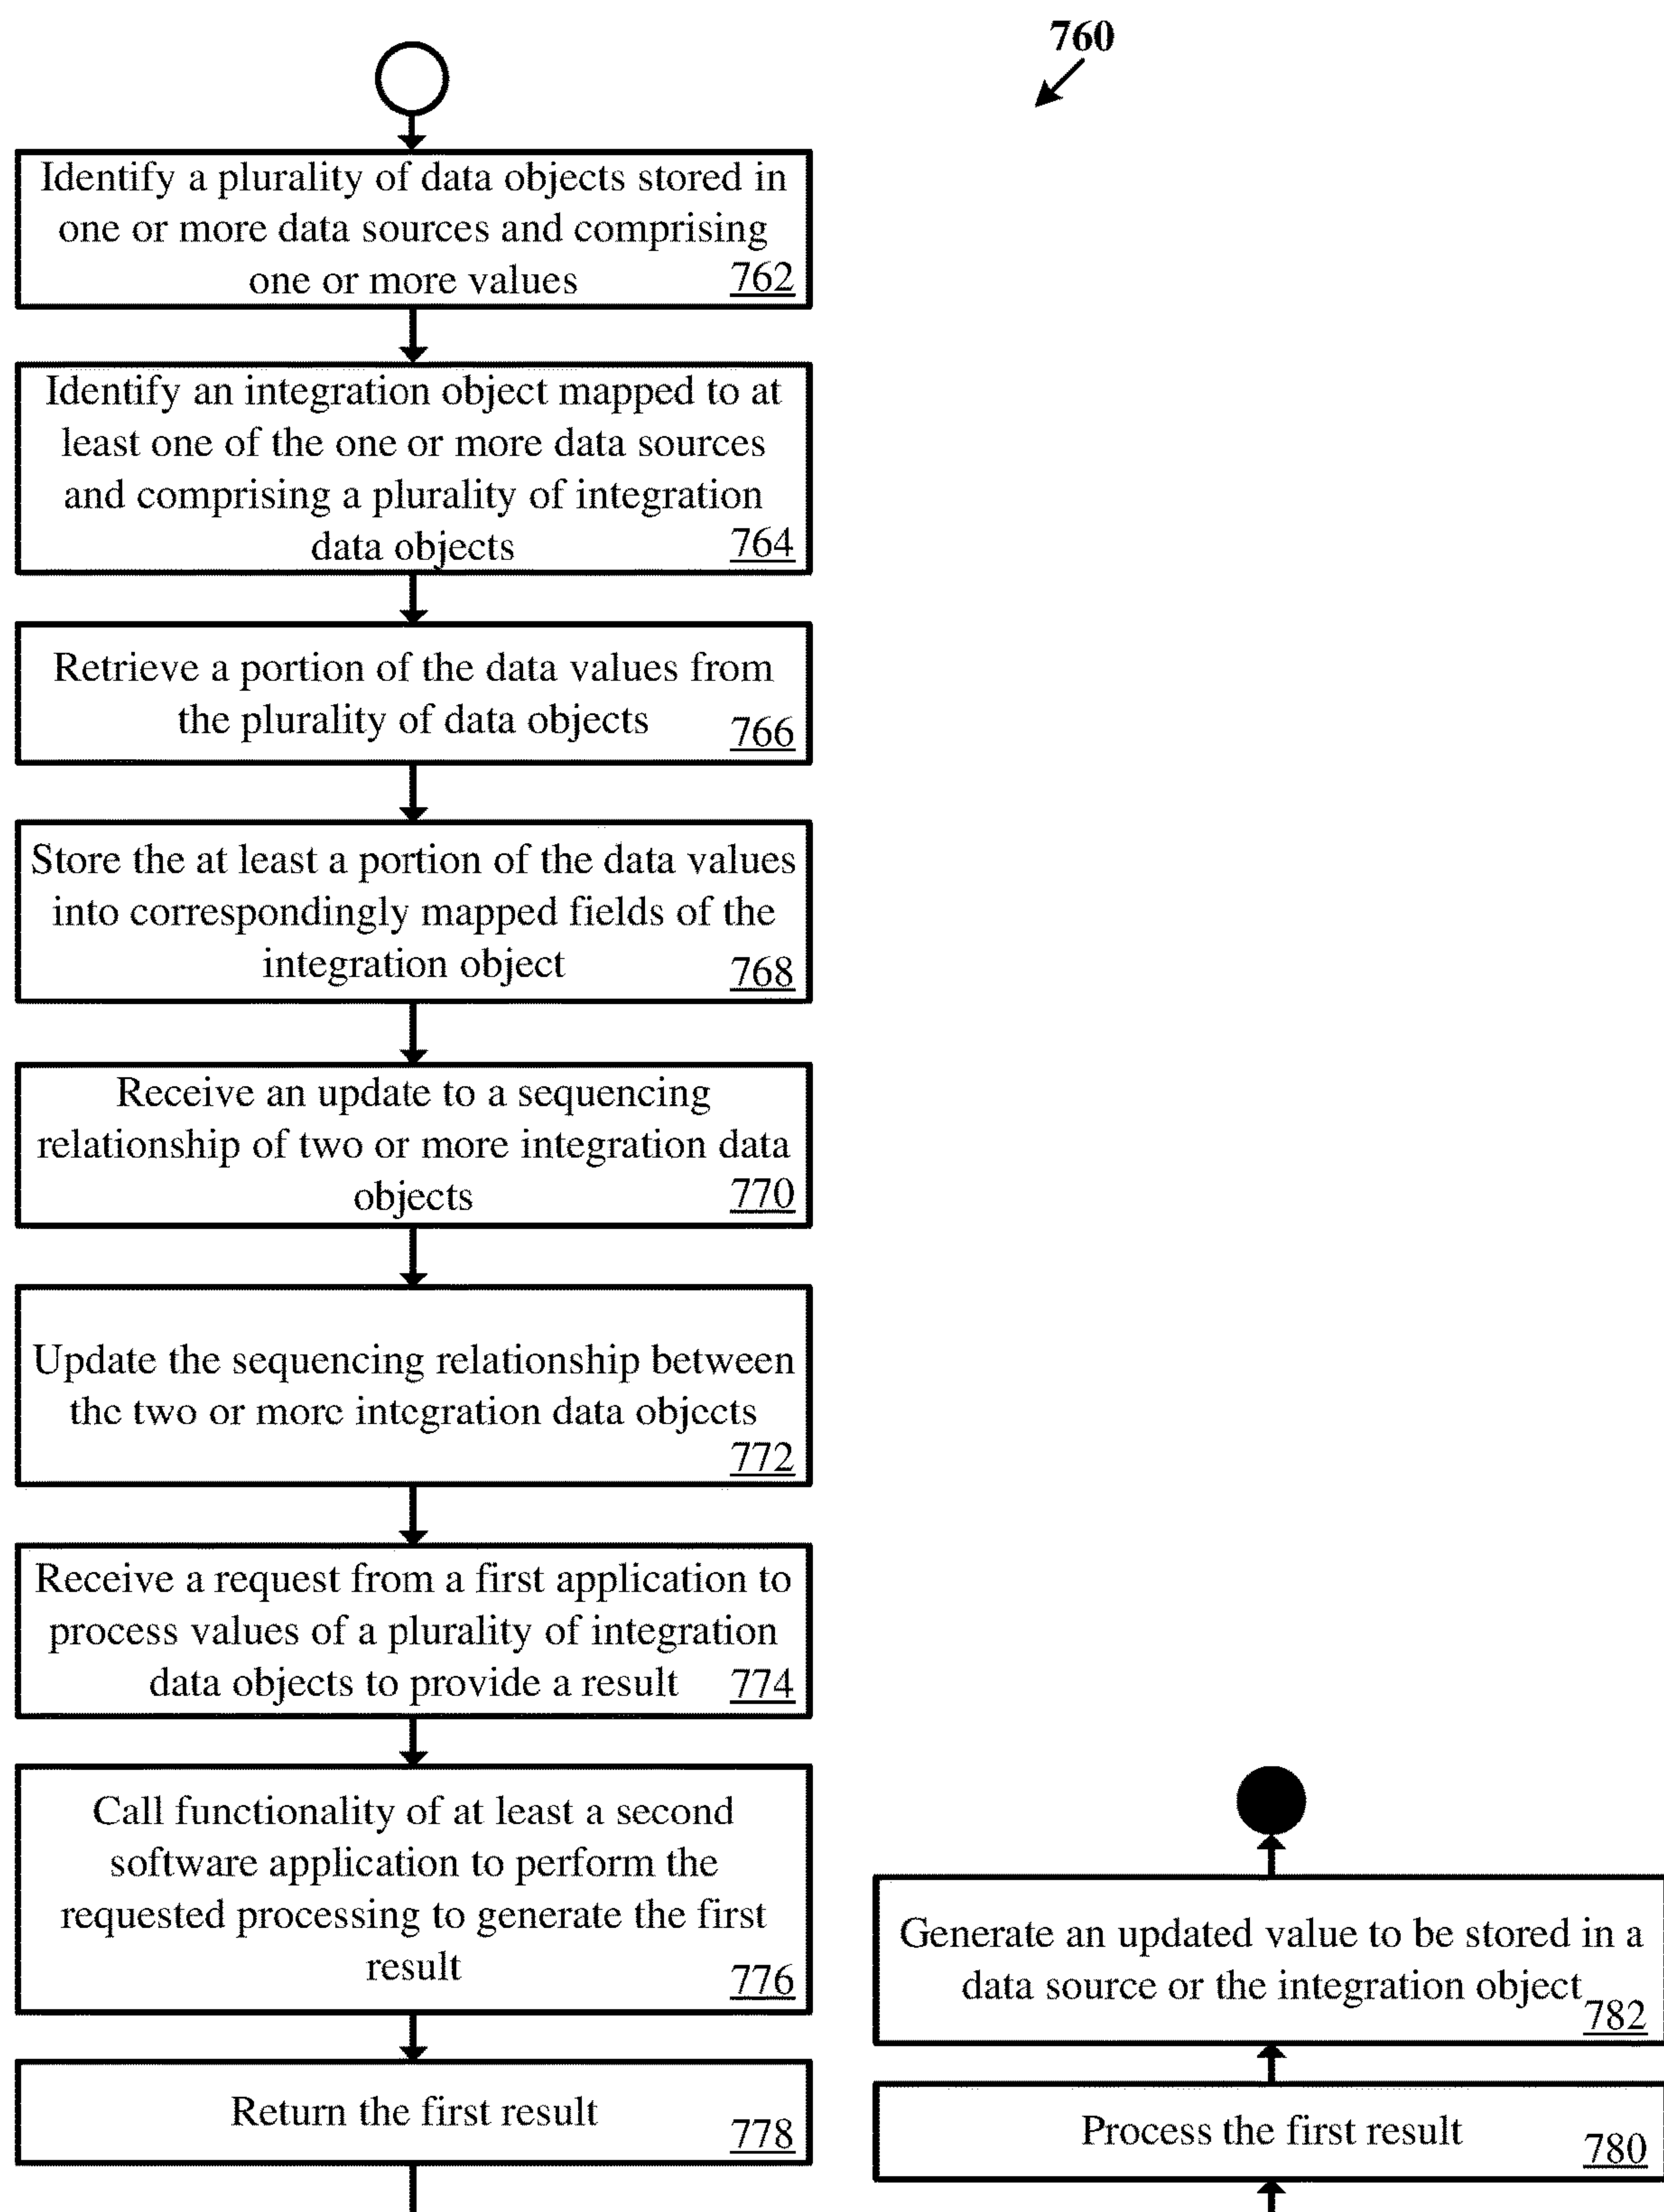 760
Identify a plurality of data objects stored in
one or more data sources and comprising
one or more values 762
Identify an integration object mapped to at
least one of the one or more data sources
and comprising a plurality of integration
data objects 764
Retrieve a portion of the data values from
the plurality of data objects 766
Store the at least a portion of the data values
into correspondingly mapped fields of the
integration object 768
Receive an update to a sequencing
relationship of two or more integration data
objects 770
Update the sequencing relationship between
the two or more integration data objects
772
Receive a request from a first application to
process values of a plurality of integration
data objects to provide a result 774
Call functionality of at least a second
software application to perform the
requested processing to generate the first
result 776
Return the first result 778
Process the first result 780
Generate an updated value to be stored in a
data source or the integration object 782